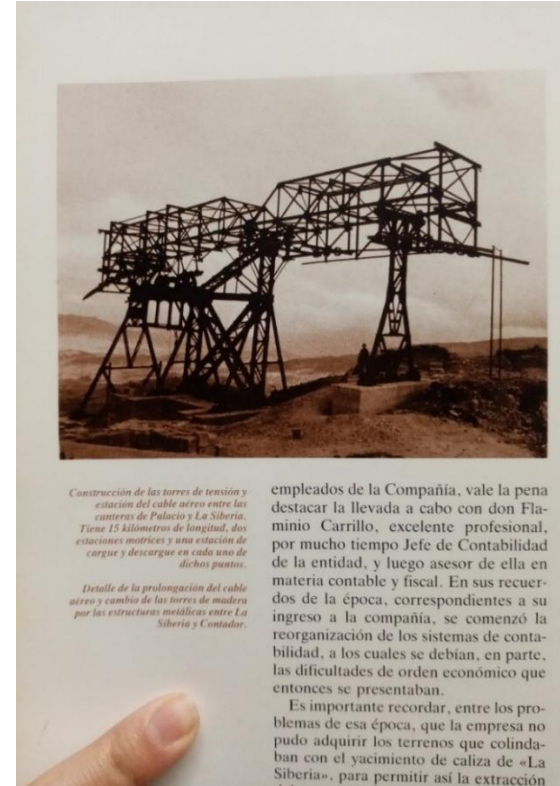 Construcción de las torres de tensión y
estación del cable aéreo entre las
canteras de Palacio y La Siberia.
Tiene 15 kilómetros de longitud, dos
estaciones motrices y una estación de
cargue y descargue en cada uno de
dichos puntos.
Detalle de la prolongación del cable
aéreo y cambio de las torres de madera
por las estructuras metálicas entre La
Siberia y Contador.
empleados de la Compañía, vale la pena
destacar la llevada a cabo con don Fla-
minio Carrillo, excelente profesional,
por mucho tiempo Jefe de Contabilidad
de la entidad, y luego asesor de ella en
materia contable y fiscal. En sus recuer-
dos de la época, correspondientes a su
ingreso a la compañía, se comenzó la
reorganización de los sistemas de conta-
bilidad, a los cuales se debían, en parte,
las dificultades de orden económico que
entonces se presentaban.
Es importante recordar, entre los pro-
blemas de esa época, que la empresa no
pudo adquirir los terrenos que colinda-
ban con el yacimiento de caliza de «La
Siberia», para permitir así la extracción